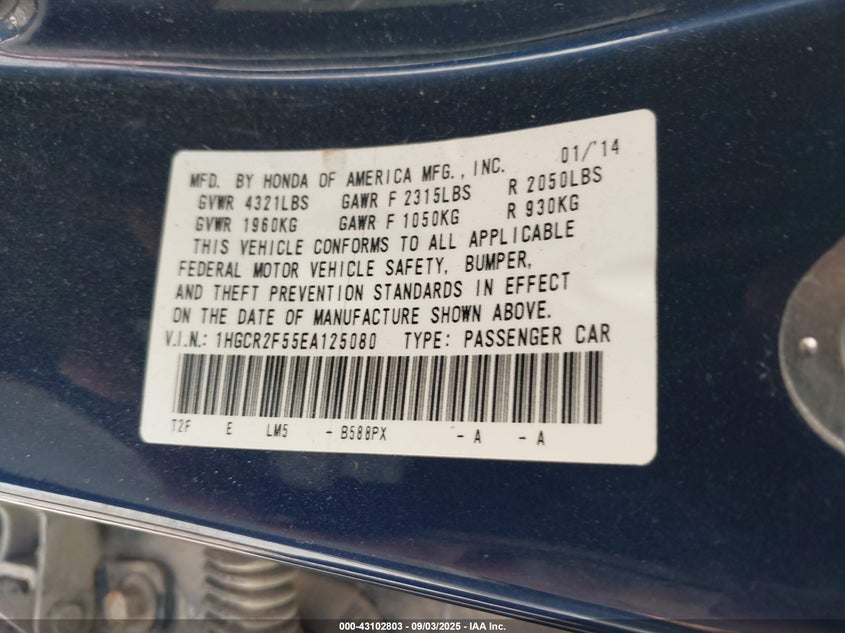 MFD. BY HONDA OF AMERICA MFG., INC. 01/'14
GVWR 4321LBS GAWR F 2315LBS R 2050LBS
GVWR 1960KG GAWR F 1050KG R 930KG
THIS VEHICLE CONFORMS TO ALL APPLICABLE
FEDERAL MOTOR VEHICLE SAFETY, BUMPER,
AND THEFT PREVENTION STANDARDS IN EFFECT
ON THE DATE OF MANUFACTURE SHOWN ABOVE.
V.I.N.: 1HGCR2F55EA125080 TYPE: PASSENGER CAR
T2F E LM5 - B588PX - A - A
000-43102803 - 09/03/2025 - IAA Inc.